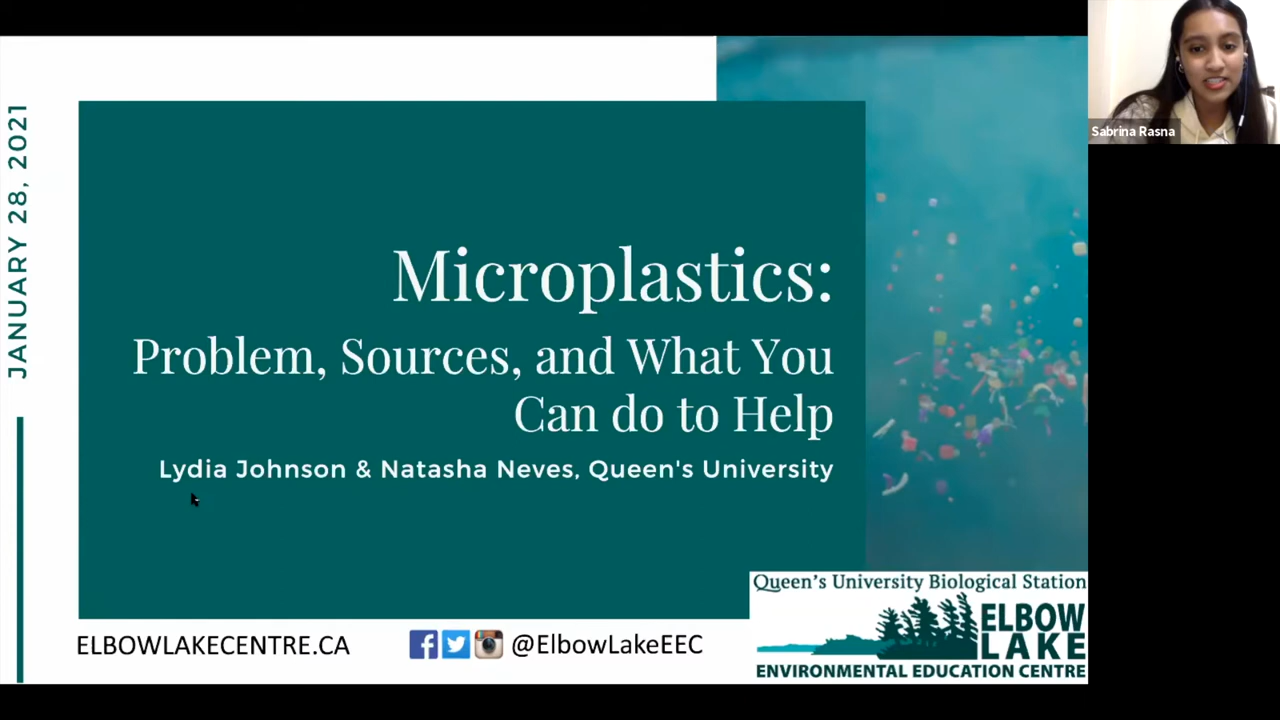 JANUARY 28, 2021
Microplastics:
Problem, Sources, and What You
Can do to Help
Lydia Johnson & Natasha Neves, Queen's University
ELBOWLAKECENTRE.CA
@ElbowLakeEEC
Queen's University Biological Station
ELBOW
LAKE
ENVIRONMENTAL EDUCATION CENTRE
Sabrina Rasna